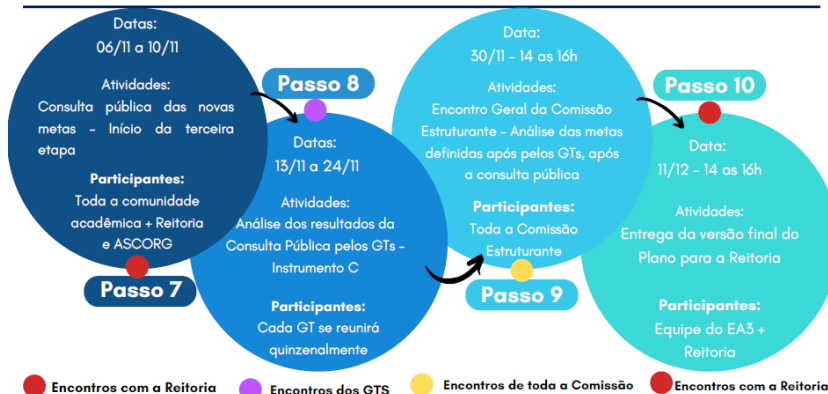 Datas:
06/11 a 10/11
Atividades:
Consulta pública das novas
metas - Início da terceira
etapa
Participantes:
Toda a comunidade
acadêmica + Reitoria
e ASCORG
Passo 7
Passo 8
Datas:
13/11 a 24/11
Atividades:
Análise dos resultados da
Consulta Pública pelos GTs -
Instrumento C
Participantes:
Cada GT se reunirá
quinzenalmente
Data:
30/11 - 14 as 16h
Atividades:
Encontro Geral da Comissão
Estruturante - Análise das metas
definidas após pelos GTs, após
a consulta pública
Participantes:
Toda a Comissão
Estruturante
Passo 9
Passo 10
Data:
11/12 - 14 as 16h
Atividades:
Entrega da versão final do
Plano para a Reitoria
Participantes:
Equipe do EA3 +
Reitoria
Encontros com a Reitoria
Encontros dos GTS
Encontros de toda a Comissão
Encontros com a Reitoria